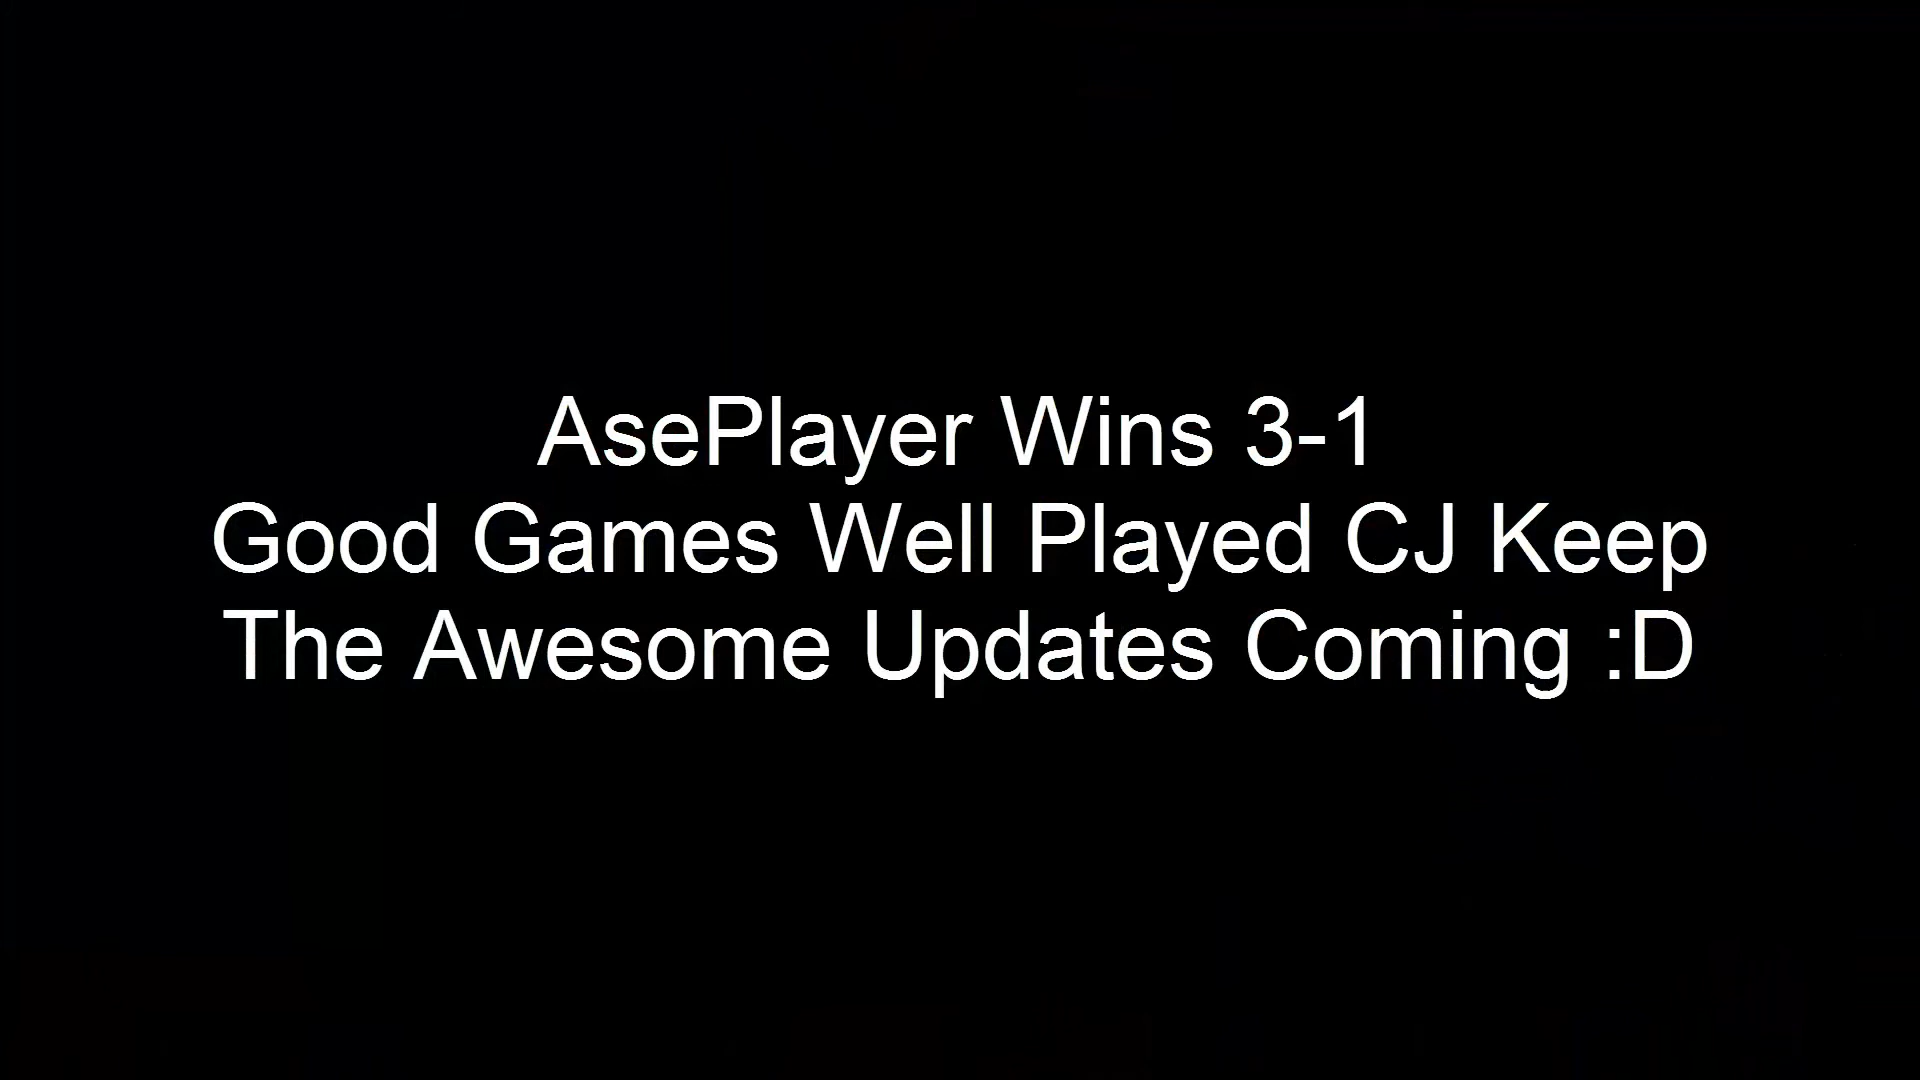 AsePlayer Wins 3-1
Good Games Well Played CJ Keep
The Awesome Updates Coming :D